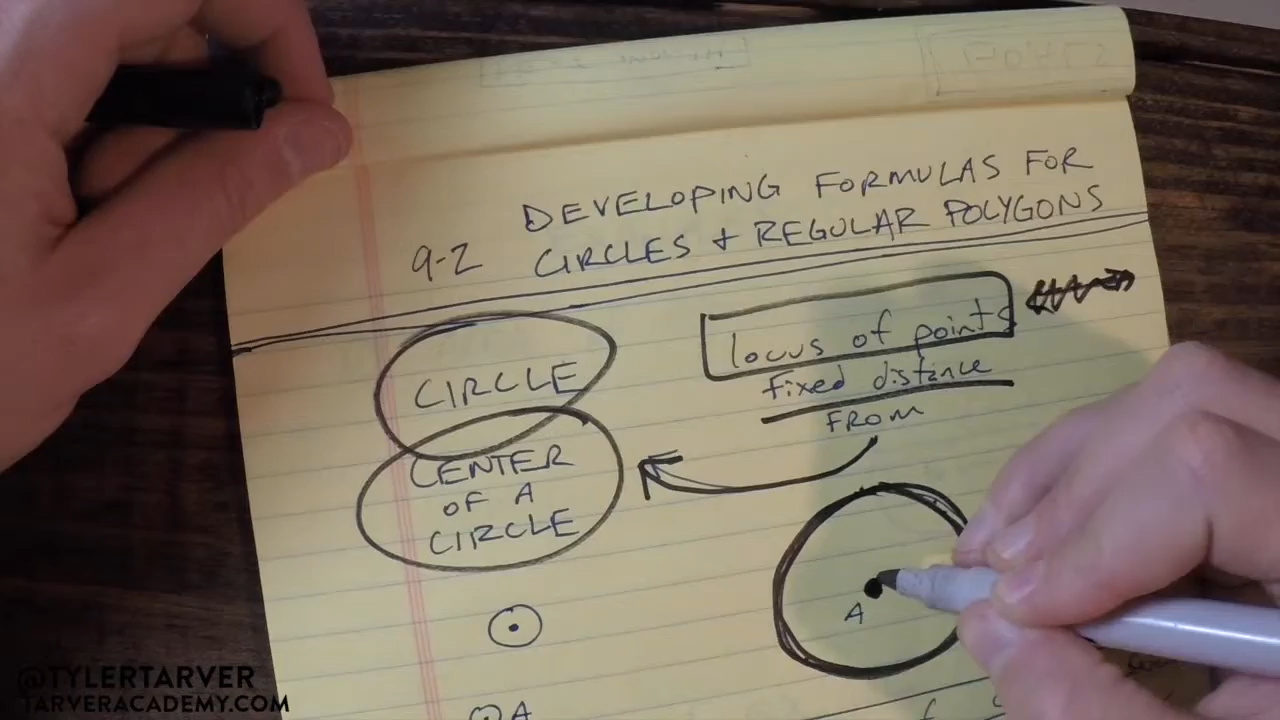 DEVELOPING FORMULAS FOR
9-2 CIRCLES + REGULAR POLYGONS
CIRCLE
locus of points
fixed distance
FROM
CENTER
OF A
CIRCLE
A
A
@TYLERTARVER
TARVERACADEMY.COM